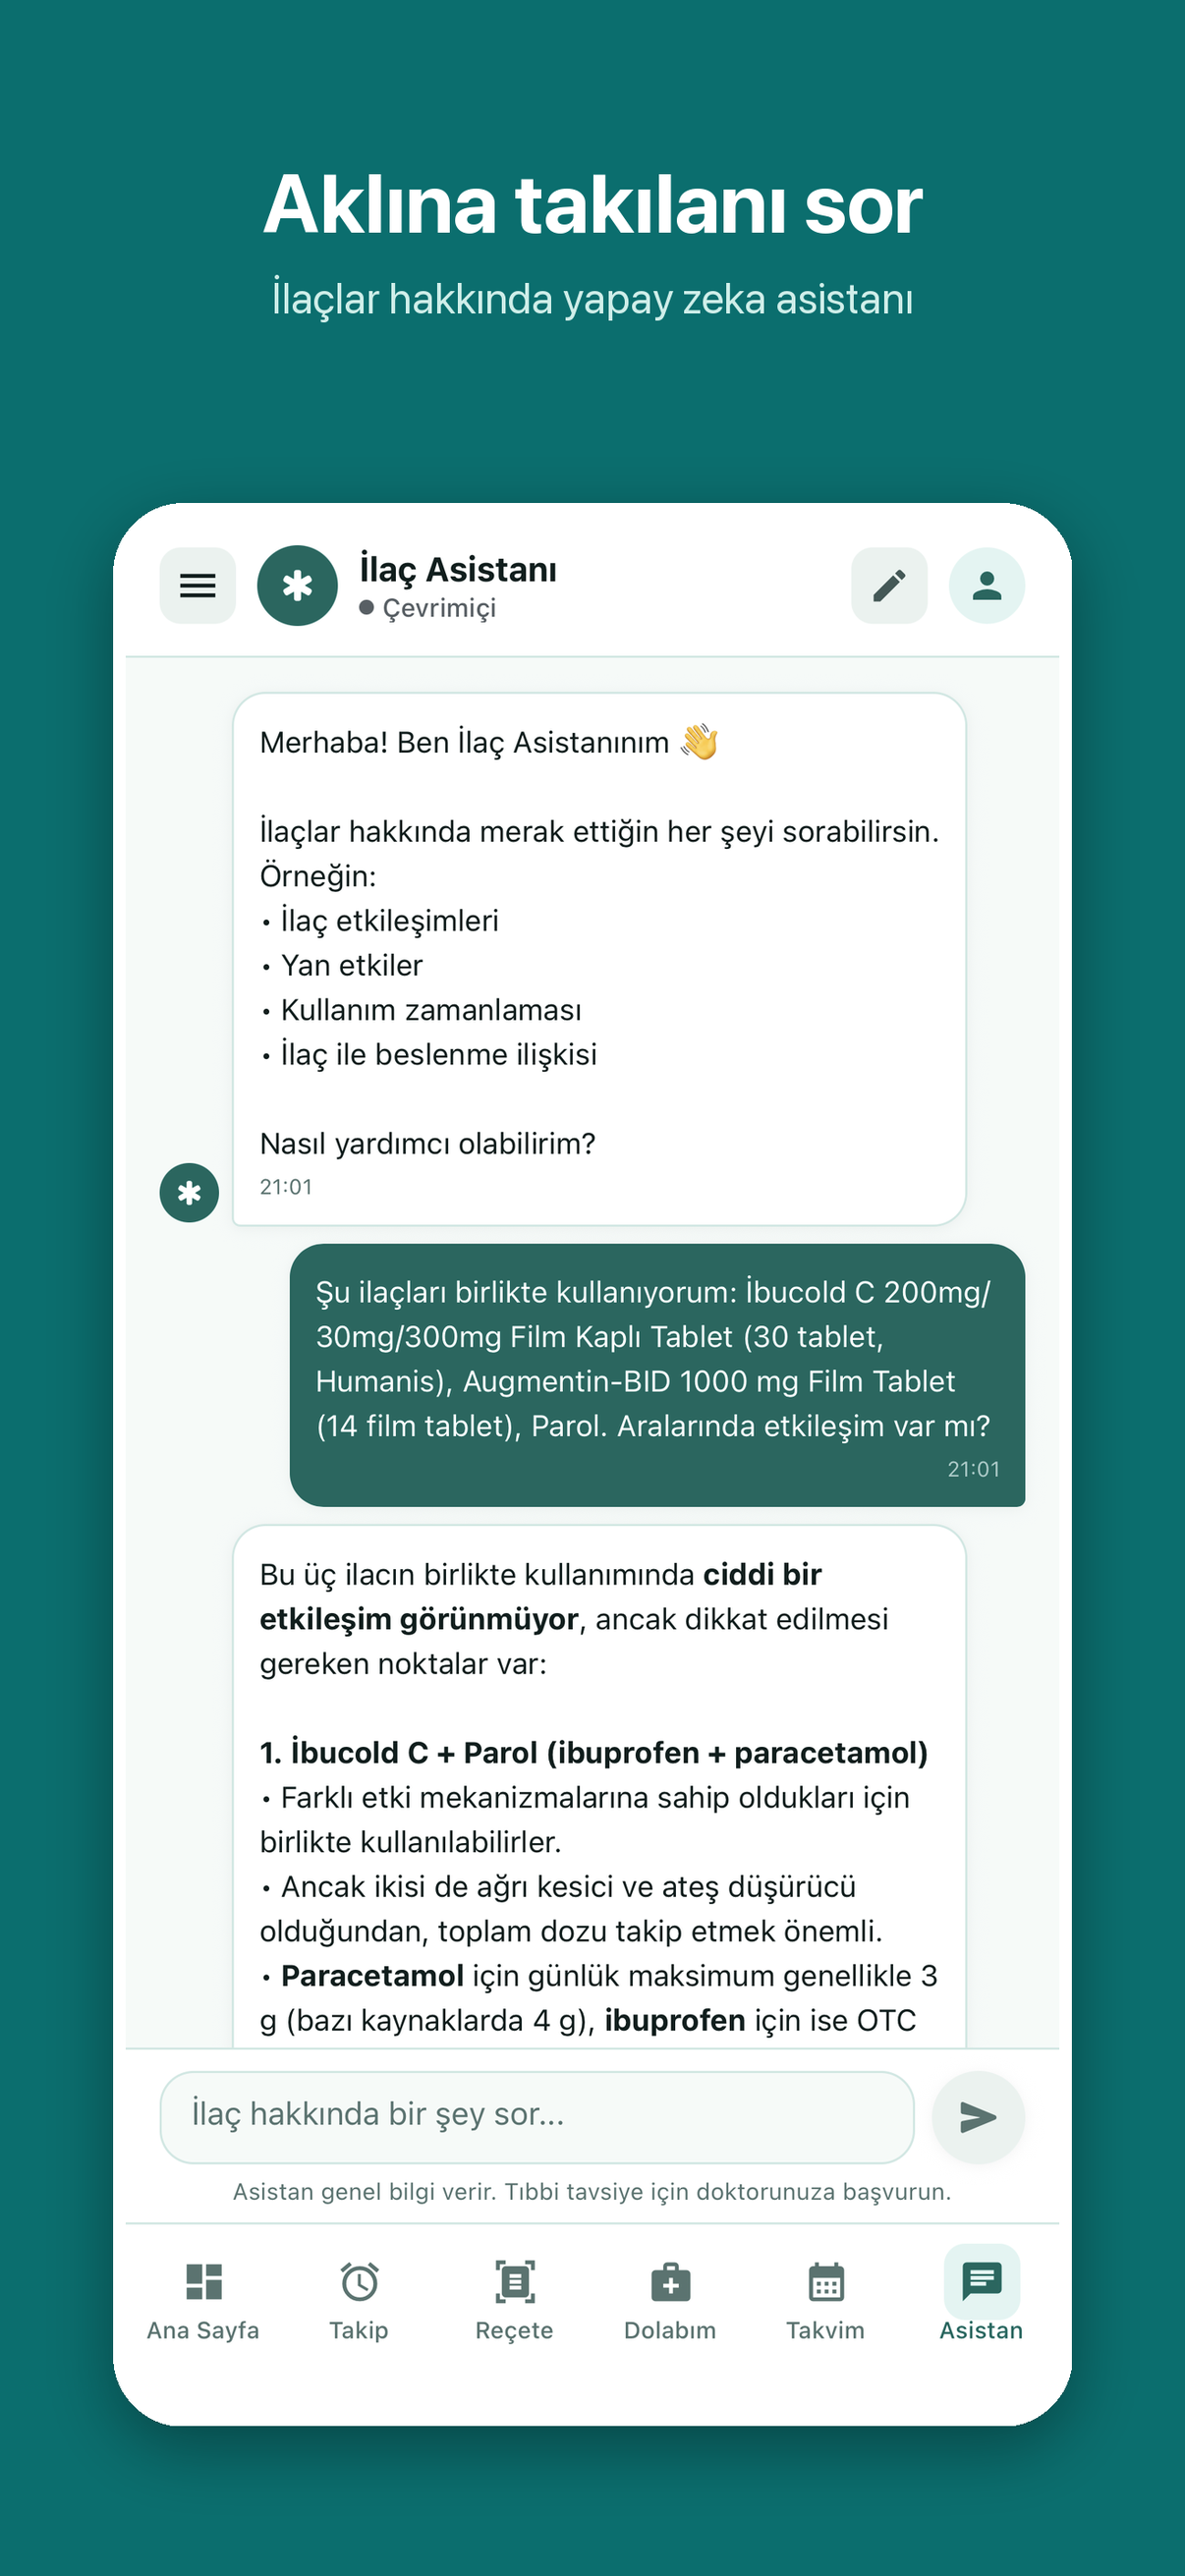 Aklına takılanı sor
İlaçlar hakkında yapay zeka asistanı
İlaç Asistanı
Çevrimiçi
Merhaba! Ben İlaç Asistanınım 👋
İlaçlar hakkında merak ettiğin her şeyi sorabilirsin.
Örneğin:
• İlaç etkileşimleri
• Yan etkiler
• Kullanım zamanlaması
• İlaç ile beslenme ilişkisi
Nasıl yardımcı olabilirim?
21:01
Şu ilaçları birlikte kullanıyorum: İbucold C 200mg/
30mg/300mg Film Kaplı Tablet (30 tablet,
Humanis), Augmentin-BID 1000 mg Film Tablet
(14 film tablet), Parol. Aralarında etkileşim var mı?
21:01
Bu üç ilacın birlikte kullanımında ciddi bir
etkileşim görünmüyor, ancak dikkat edilmesi
gereken noktalar var:
1. İbucold C + Parol (ibuprofen + paracetamol)
• Farklı etki mekanizmalarına sahip oldukları için
birlikte kullanılabilirler.
• Ancak ikisi de ağrı kesici ve ateş düşürücü
olduğundan, toplam dozu takip etmek önemli.
• Paracetamol için günlük maksimum genellikle 3
g (bazı kaynaklarda 4 g), ibuprofen için ise OTC
İlaç hakkında bir şey sor...
Asistan genel bilgi verir. Tıbbi tavsiye için doktorunuza başvurun.
Ana Sayfa
Takip
Reçete
Dolabım
Takvim
Asistan